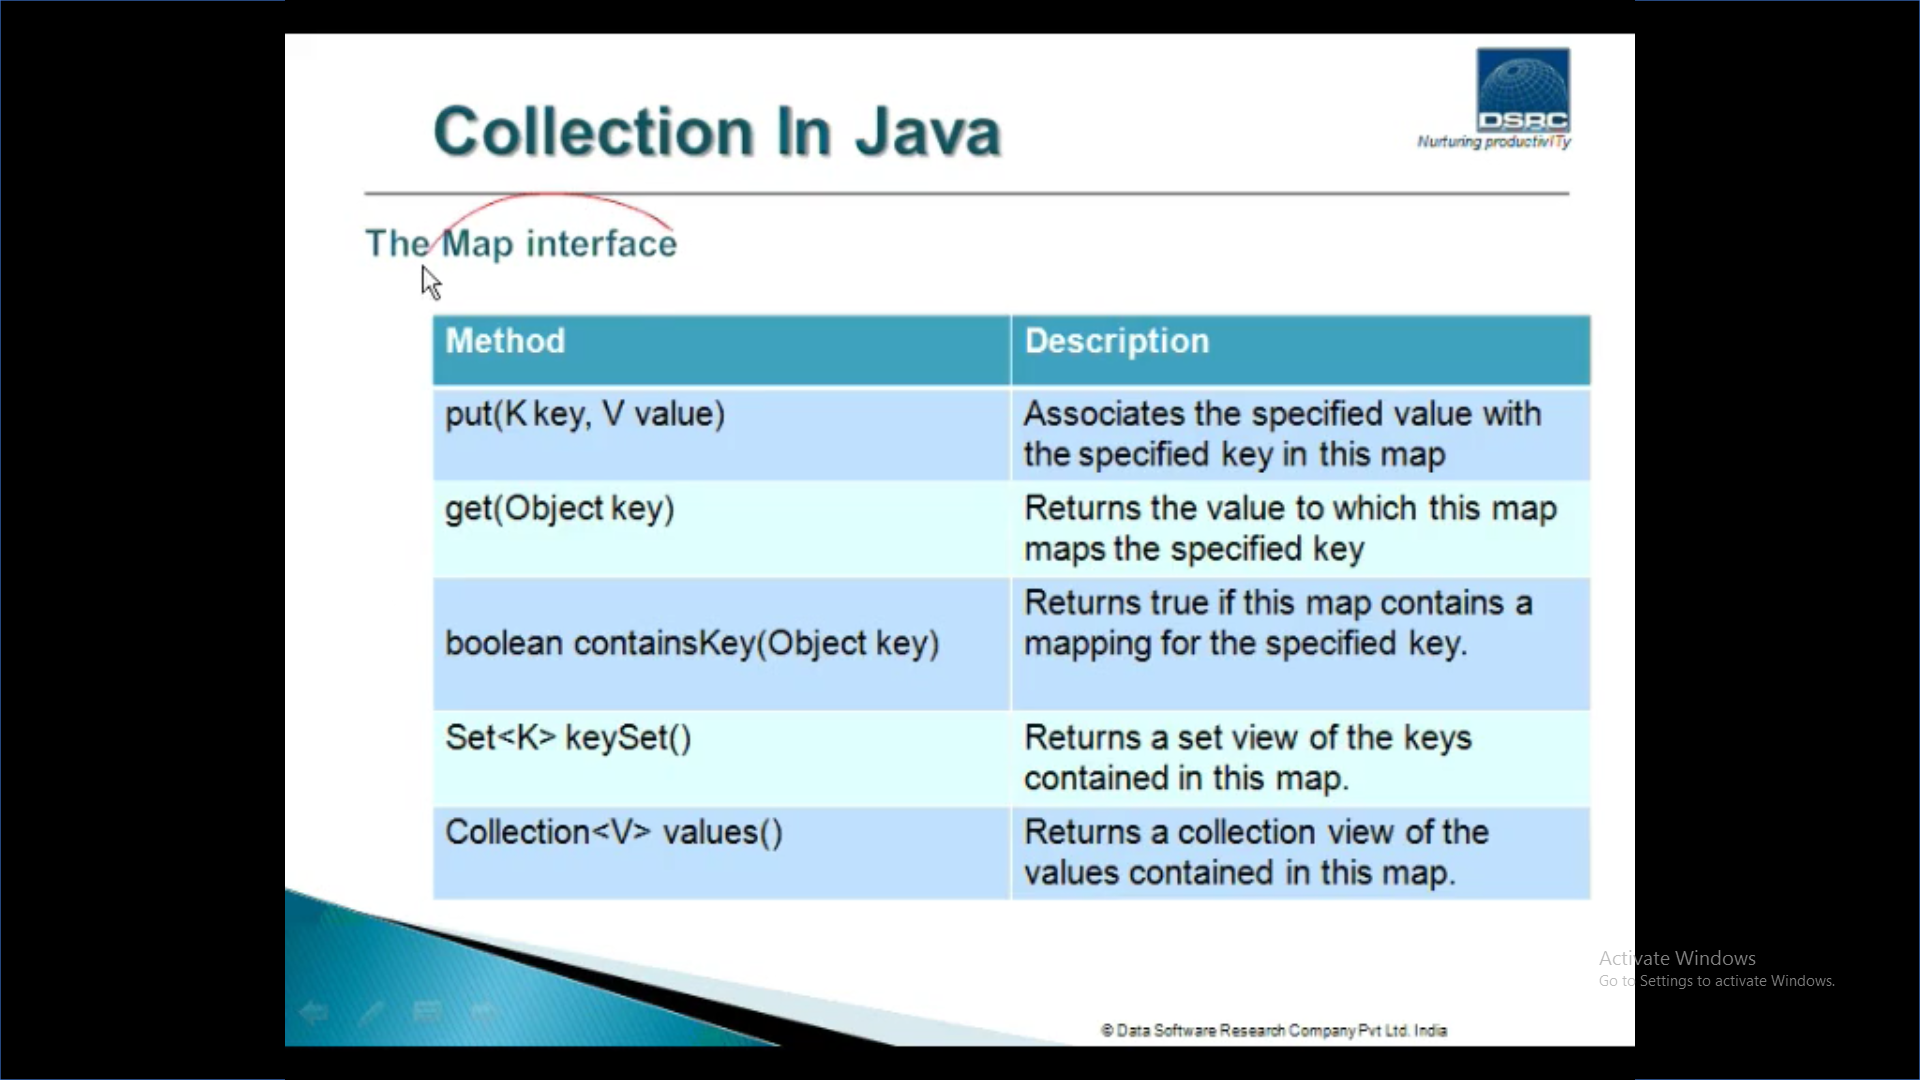 Collection In Java
DSRC
Nurturing productivITy
The Map interface
Method
Description
put(K key, V value)
Associates the specified value with
the specified key in this map
get(Object key)
Returns the value to which this map
maps the specified key
boolean containsKey(Object key)
Returns true if this map contains a
mapping for the specified key.
Set<K> keySet()
Returns a set view of the keys
contained in this map.
Collection<V> values()
Returns a collection view of the
values contained in this map.
Activate Windows
Go to Settings to activate Windows.
© Data Software Research Company Pvt Ltd. India